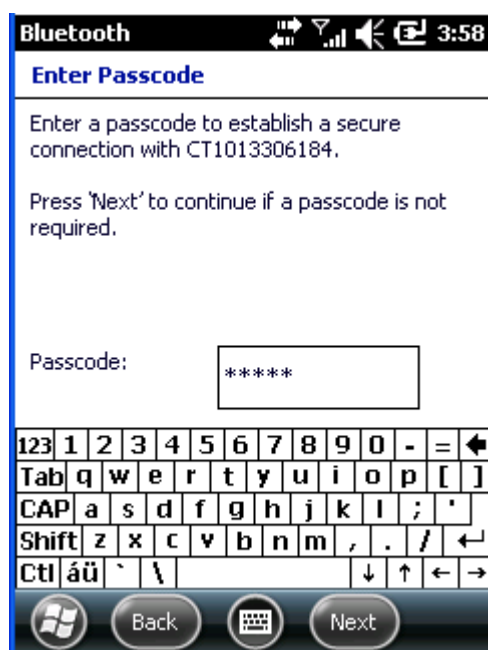 Bluetooth 3:58
Enter Passcode
Enter a passcode to establish a secure
connection with CT1013306184.
Press 'Next' to continue if a passcode is not
required.
Passcode: *****
123 1 2 3 4 5 6 7 8 9 0 - =
Tab q w e r t y u i o p [ ]
CAP a s d f g h j k l ; '
Shift z x c v b n m , . /
Ctl áü ` \ ↓ ↑ ← →
Back Next